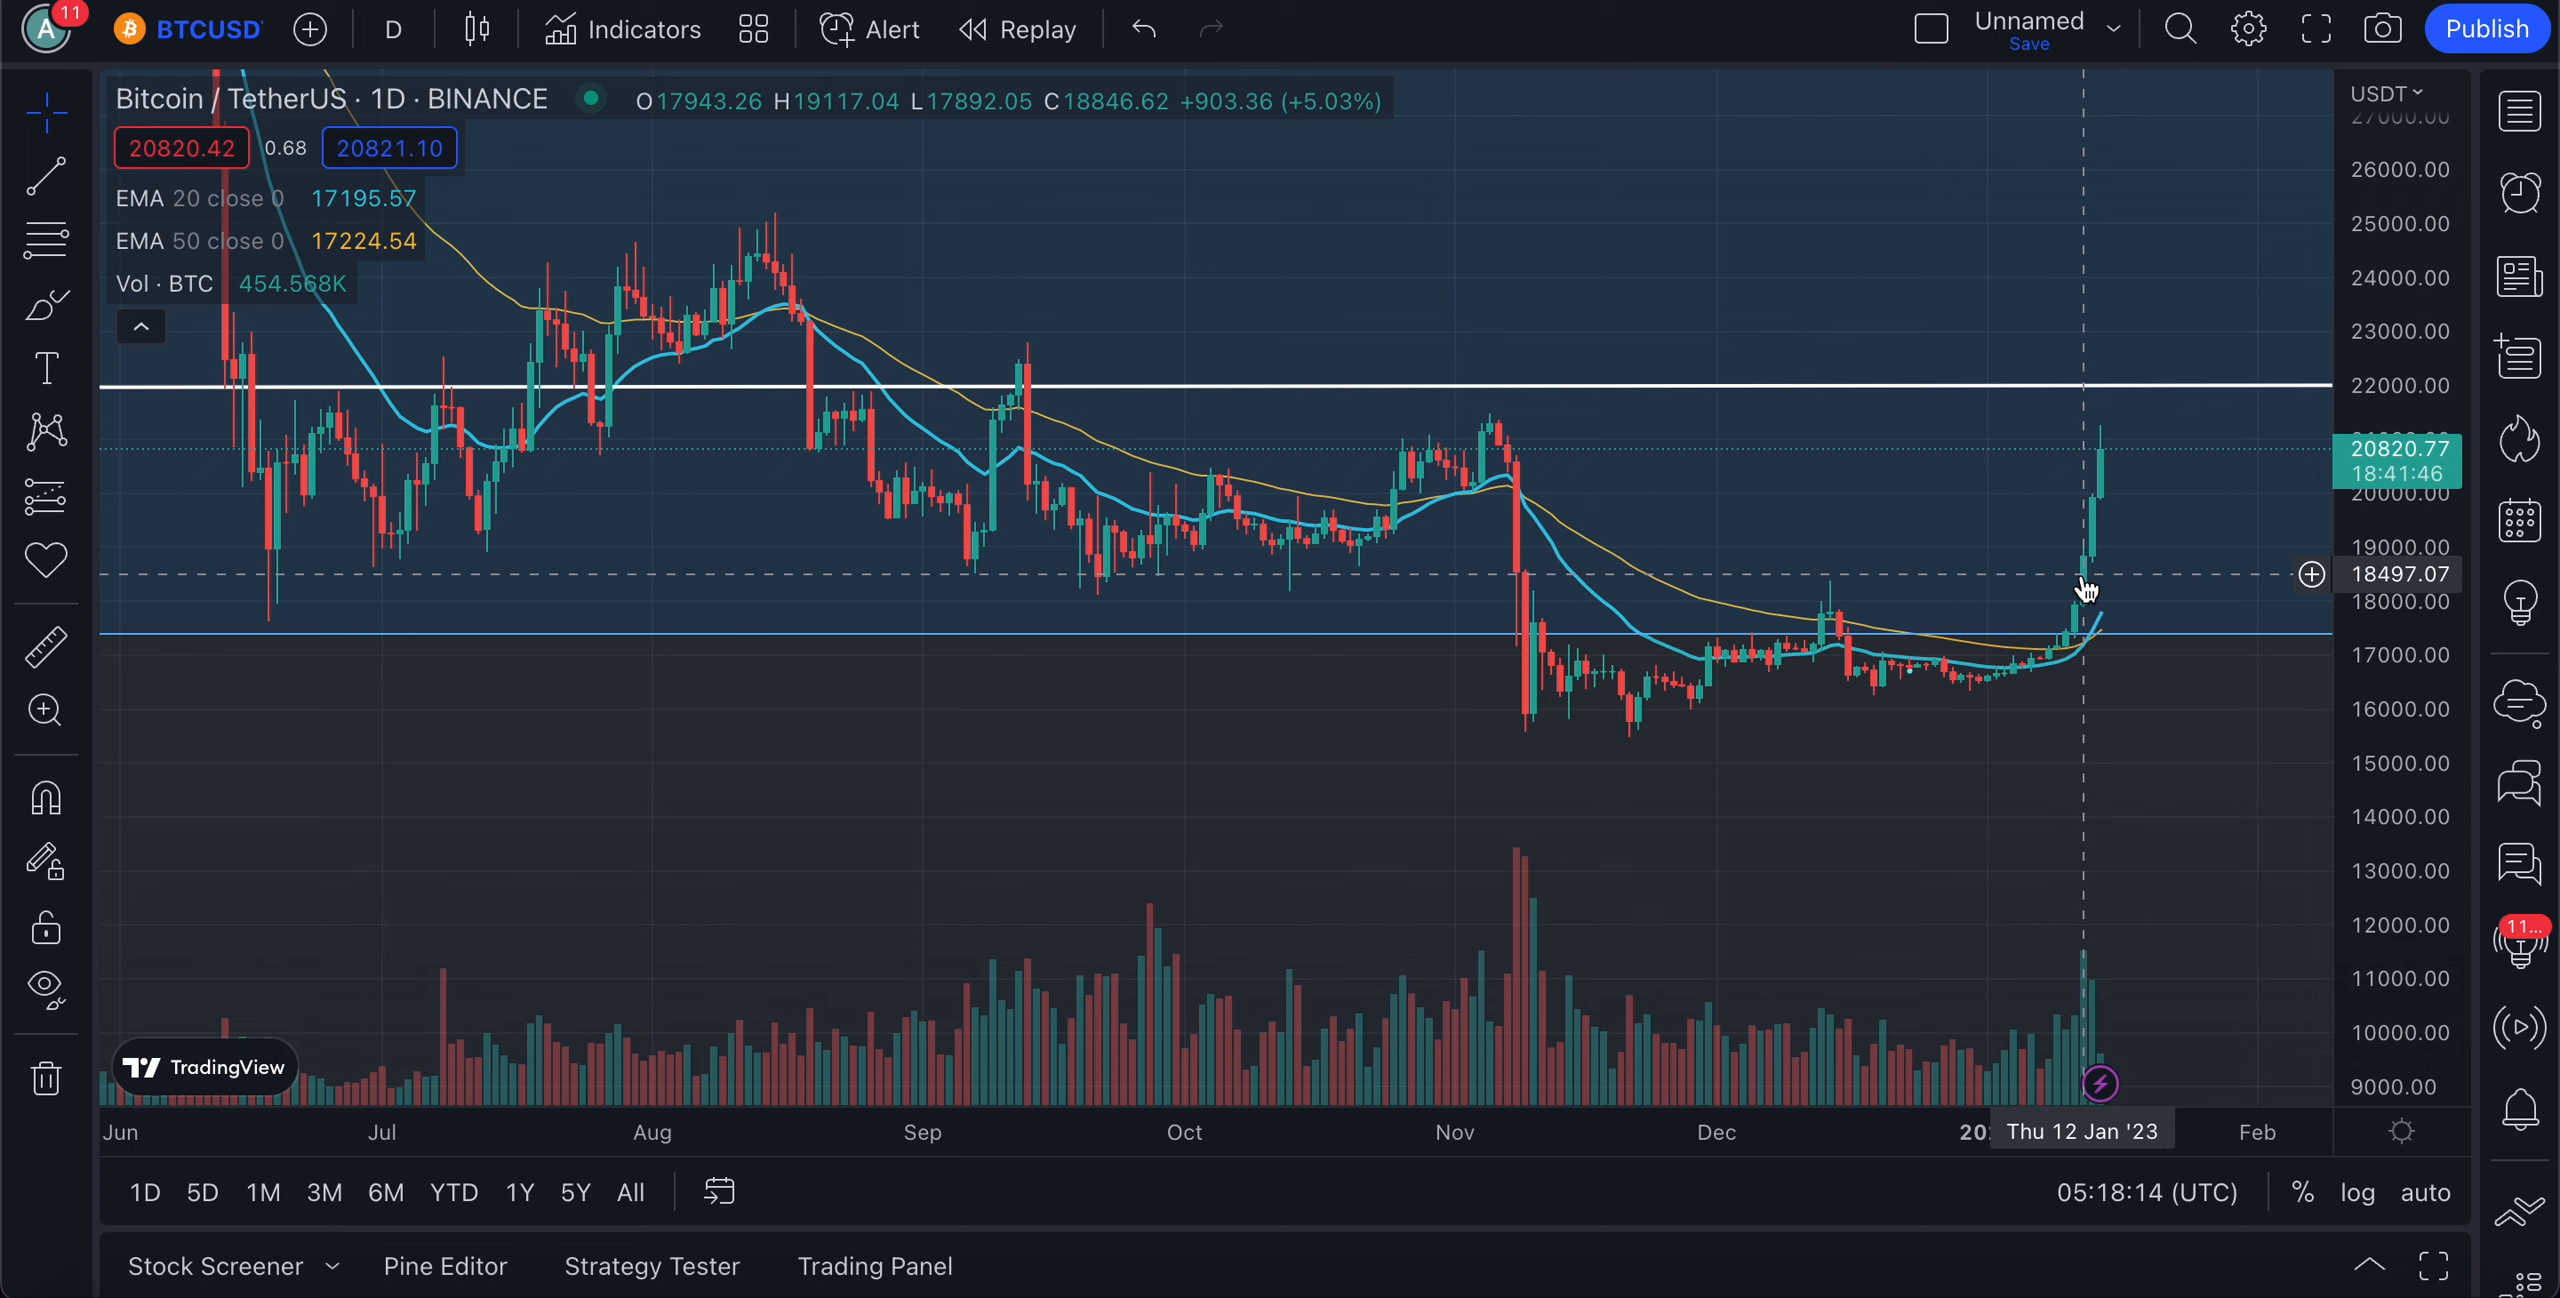 A 11 BTCUSD D Indicators Alert Replay Unnamed Save Publish
Bitcoin / TetherUS · 1D · BINANCE O17943.26 H19117.04 L17892.05 C18846.62 +903.36 (+5.03%)
20820.42 0.68 20821.10
EMA 20 close 0 17195.57
EMA 50 close 0 17224.54
Vol · BTC 454.568K
USDT
27000.00
26000.00
25000.00
24000.00
23000.00
22000.00
20820.77
18:41:46
20000.00
19000.00
18497.07
18000.00
17000.00
16000.00
15000.00
14000.00
13000.00
12000.00
11000.00
10000.00
9000.00
11...
TradingView
Jun Jul Aug Sep Oct Nov Dec 20 Thu 12 Jan '23 Feb
1D 5D 1M 3M 6M YTD 1Y 5Y All 05:18:14 (UTC) % log auto
Stock Screener Pine Editor Strategy Tester Trading Panel